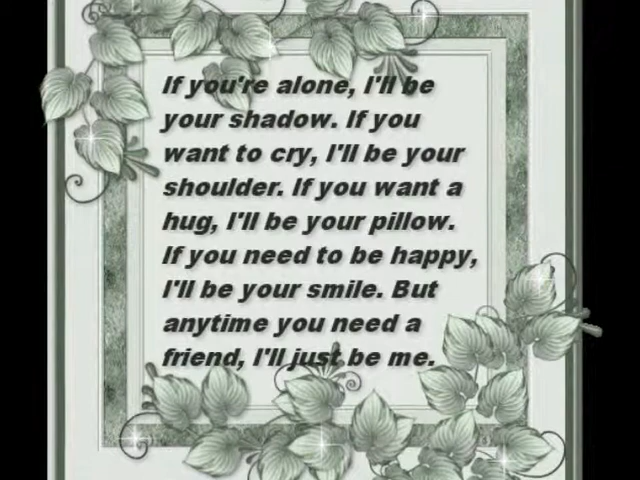 If you're alone, I'll be
your shadow. If you
want to cry, I'll be your
shoulder. If you want a
hug, I'll be your pillow.
If you need to be happy,
I'll be your smile. But
anytime you need a
friend, I'll just be me.